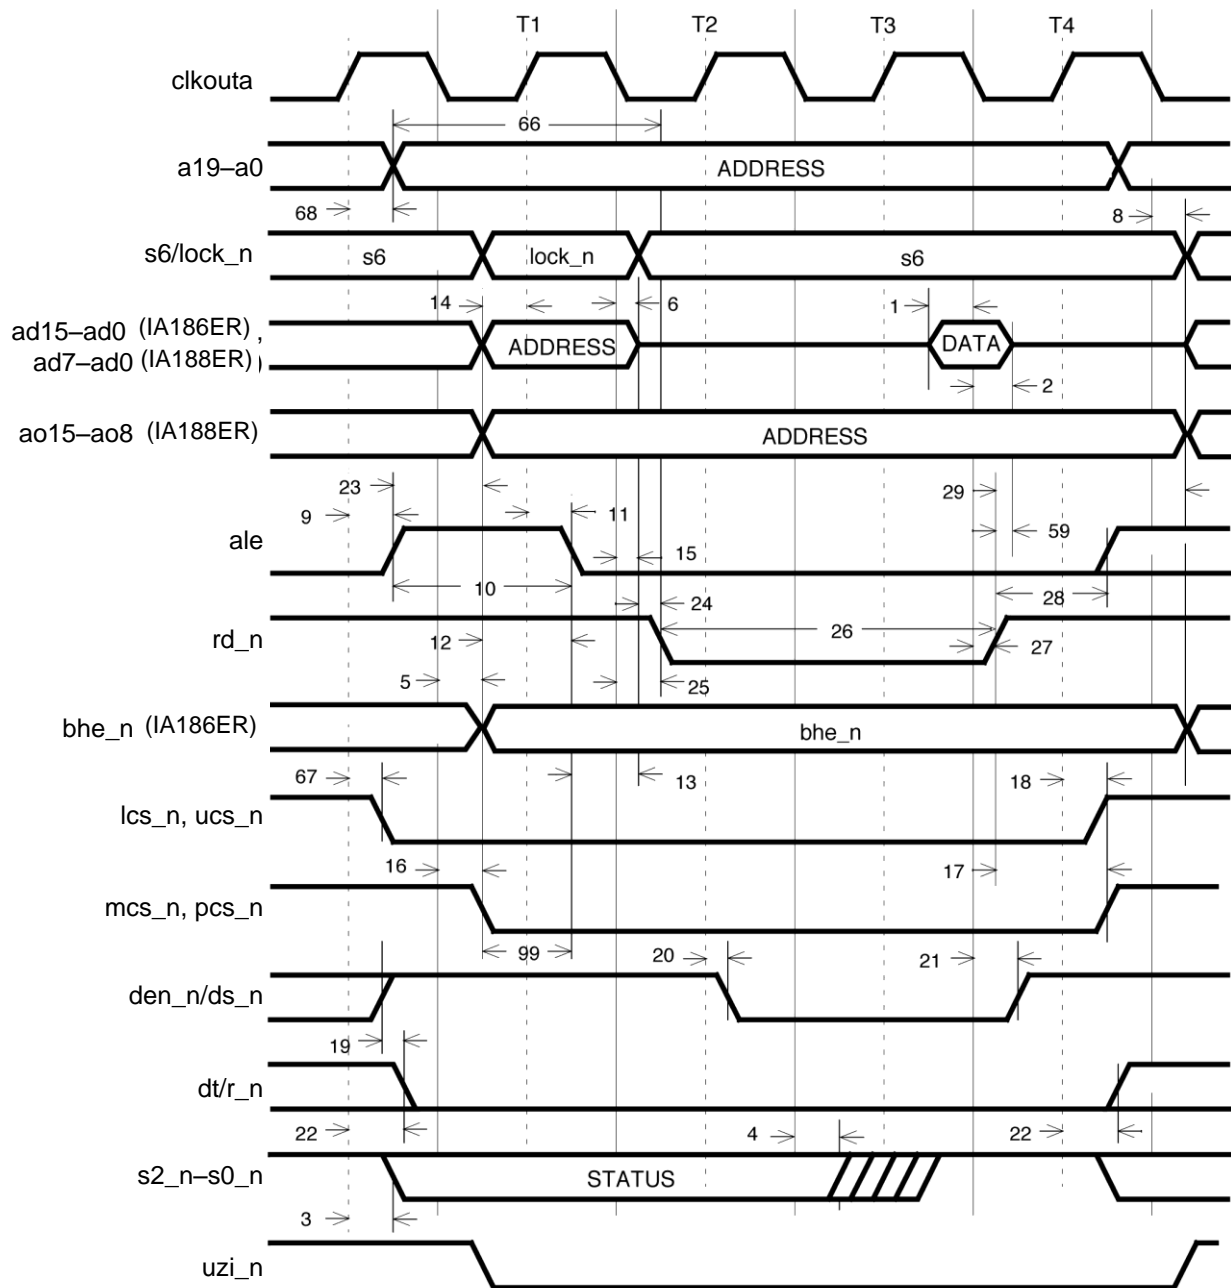 T1 T2 T3 T4
clkouta
66
a19–a0 ADDRESS
68 8
s6/lock_n s6 lock_n s6
14 6 1
ad15–ad0 (IA186ER) ,
ad7–ad0 (IA188ER) )
ADDRESS DATA
2
ao15–ao8 (IA188ER) ADDRESS
23 29
9 11 59
ale
15
10 24 28
rd_n 12 26 27
5 25
bhe_n (IA186ER) bhe_n
67 13 18
lcs_n, ucs_n
16 17
mcs_n, pcs_n
99 20 21
den_n/ds_n
19
dt/r_n
22 4 22
s2_n–s0_n STATUS
3
uzi_n